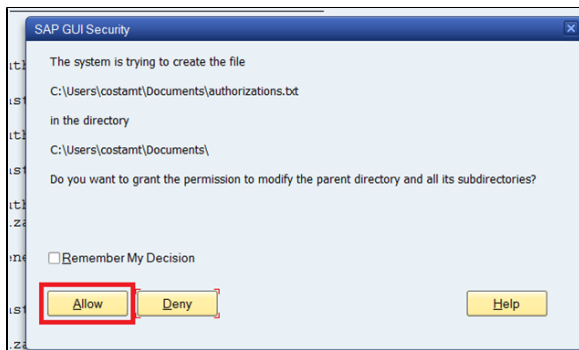 SAP GUI Security
The system is trying to create the file
C:\Users\costamt\Documents\authorizations.txt
in the directory
C:\Users\costamt\Documents\
Do you want to grant the permission to modify the parent directory and all its subdirectories?
Remember My Decision
Allow Deny Help